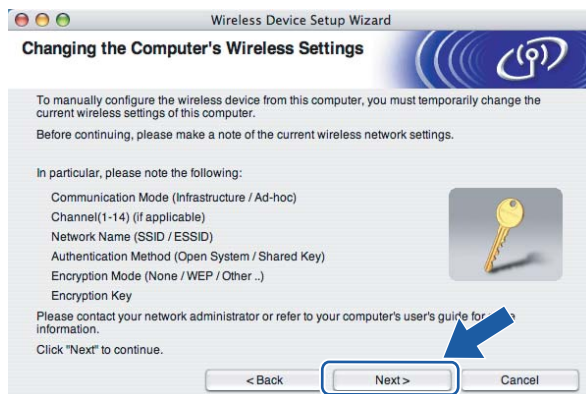 Wireless Device Setup Wizard
Changing the Computer's Wireless Settings
To manually configure the wireless device from this computer, you must temporarily change the
current wireless settings of this computer.
Before continuing, please make a note of the current wireless network settings.
In particular, please note the following:
Communication Mode (Infrastructure / Ad-hoc)
Channel(1-14) (if applicable)
Network Name (SSID / ESSID)
Authentication Method (Open System / Shared Key)
Encryption Mode (None / WEP / Other ..)
Encryption Key
Please contact your network administrator or refer to your computer's user's guide for
information.
Click "Next" to continue.
< Back Next > Cancel